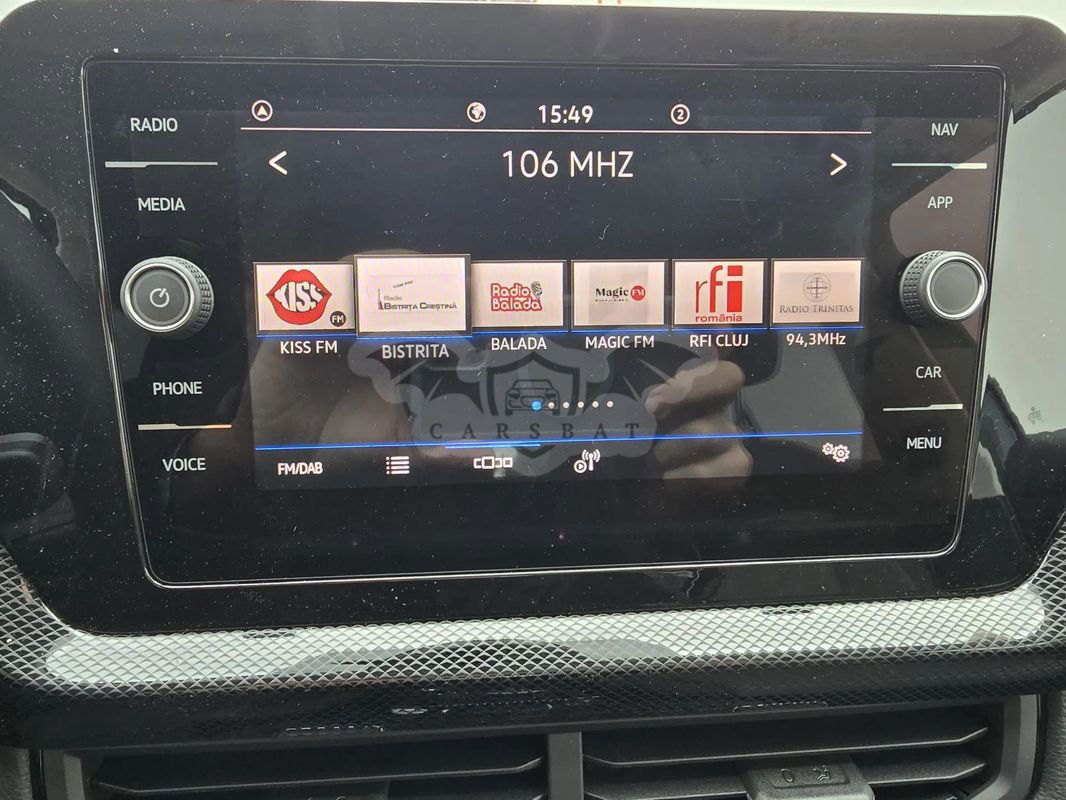 RADIO
MEDIA
PHONE
VOICE
2
15:49
106 MHZ
KISS
FM
Radio
BISTRIȚA CREȘTINĂ
Radio
Balada
Magic FM
rfi
românia
RADIO TRINITAS
KISS FM
BISTRITA
BALADA
MAGIC FM
RFI CLUJ
94,3MHz
CARSBAT
FM/DAB
NAV
APP
CAR
MENU